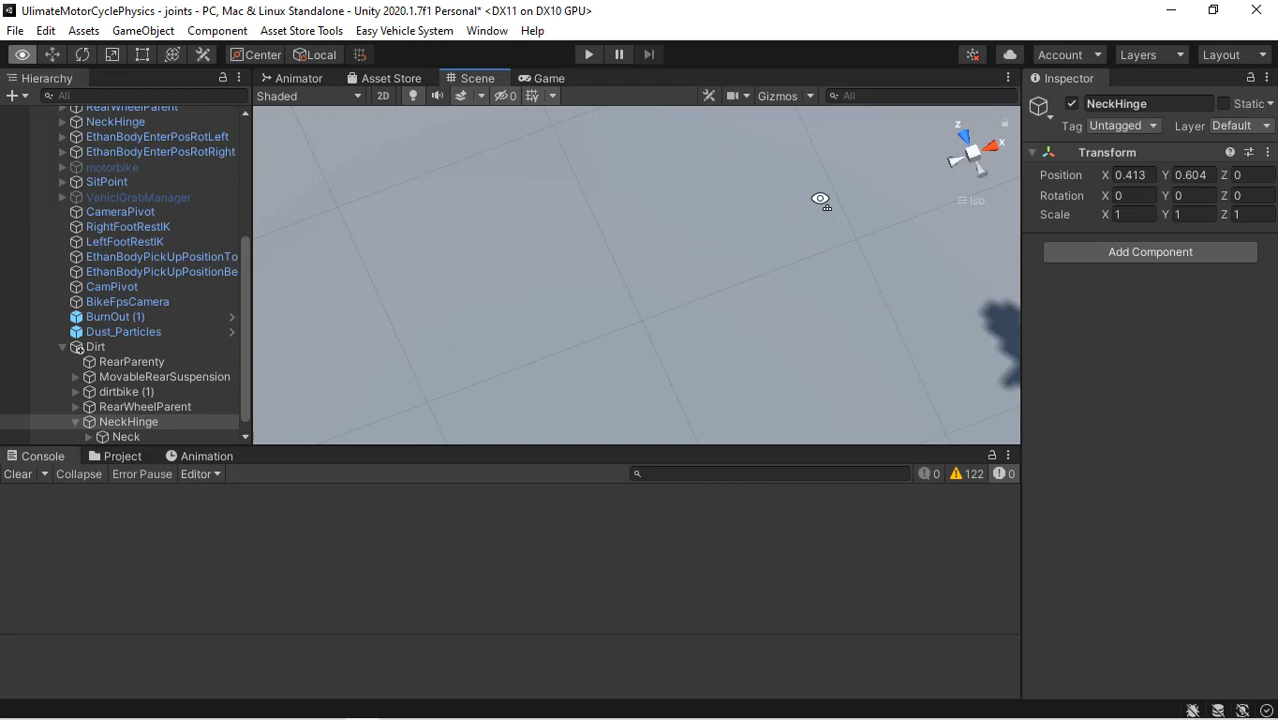 UlimateMotorCyclePhysics - joints - PC, Mac & Linux Standalone - Unity 2020.1.7f1 Personal* <DX11 on DX10 GPU>
File Edit Assets GameObject Component Asset Store Tools Easy Vehicle System Window Help
Center Local Account Layers Layout
Hierarchy Animator Asset Store Scene Game Inspector
All Shaded 2D 0 Gizmos All
NeckHinge Static
Tag Untagged Layer Default
Transform
Position X 0.413 Y 0.604 Z 0
Rotation X 0 Y 0 Z 0
Scale X 1 Y 1 Z 1
Add Component
z x
Iso
RearWheelParent
NeckHinge
EthanBodyEnterPosRotLeft
EthanBodyEnterPosRotRight
motorbike
SitPoint
VehiclGrabManager
CameraPivot
RightFootRestIK
LeftFootRestIK
EthanBodyPickUpPositionTo
EthanBodyPickUpPositionBe
CamPivot
BikeFpsCamera
BurnOut (1)
Dust_Particles
Dirt
RearParenty
MovableRearSuspension
dirtbike (1)
RearWheelParent
NeckHinge
Neck
Console Project Animation
Clear Collapse Error Pause Editor 0 122 0